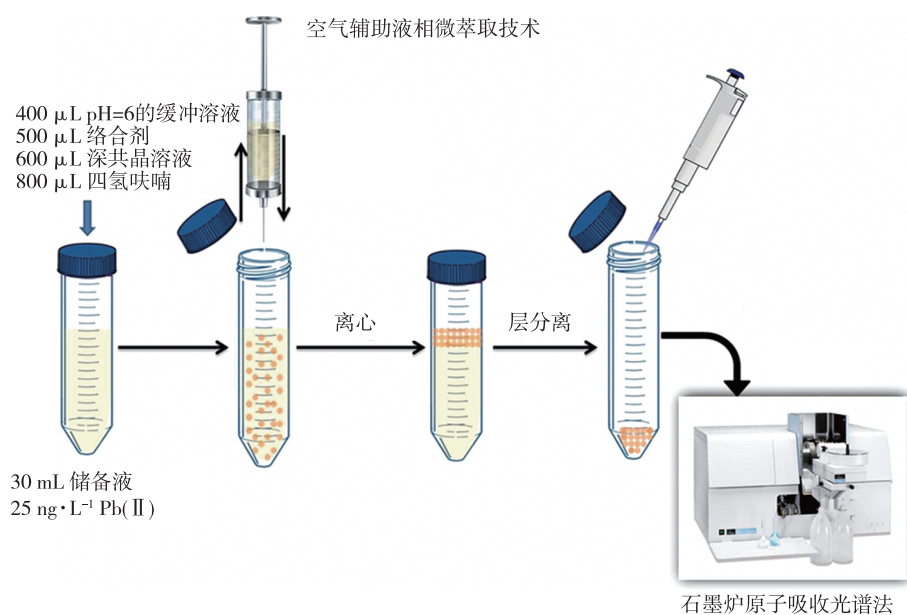 空气辅助液相微萃取技术
400 μL pH=6的缓冲溶液
500 μL 络合剂
600 μL 深共晶溶液
800 μL 四氢呋喃
离心
层分离
30 mL 储备液
25 ng·L⁻¹ Pb(Ⅱ)
石墨炉原子吸收光谱法